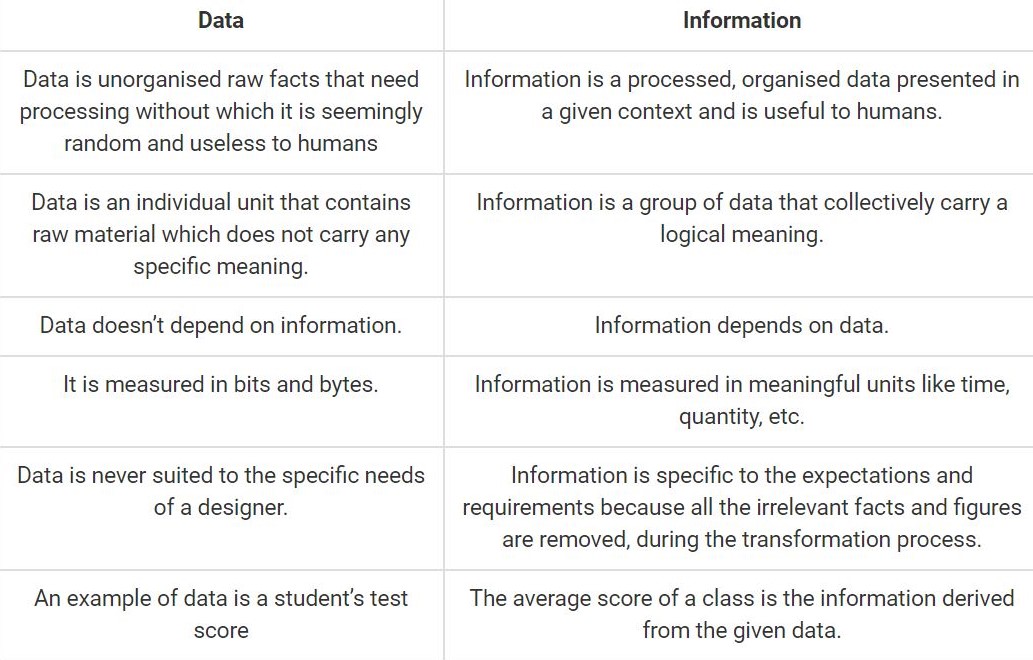 Data
Information
Data is unorganised raw facts that need
processing without which it is seemingly
random and useless to humans
Information is a processed, organised data presented in
a given context and is useful to humans.
Data is an individual unit that contains
raw material which does not carry any
specific meaning.
Information is a group of data that collectively carry a
logical meaning.
Data doesn’t depend on information.
Information depends on data.
It is measured in bits and bytes.
Information is measured in meaningful units like time,
quantity, etc.
Data is never suited to the specific needs
of a designer.
Information is specific to the expectations and
requirements because all the irrelevant facts and figures
are removed, during the transformation process.
An example of data is a student’s test
score
The average score of a class is the information derived
from the given data.